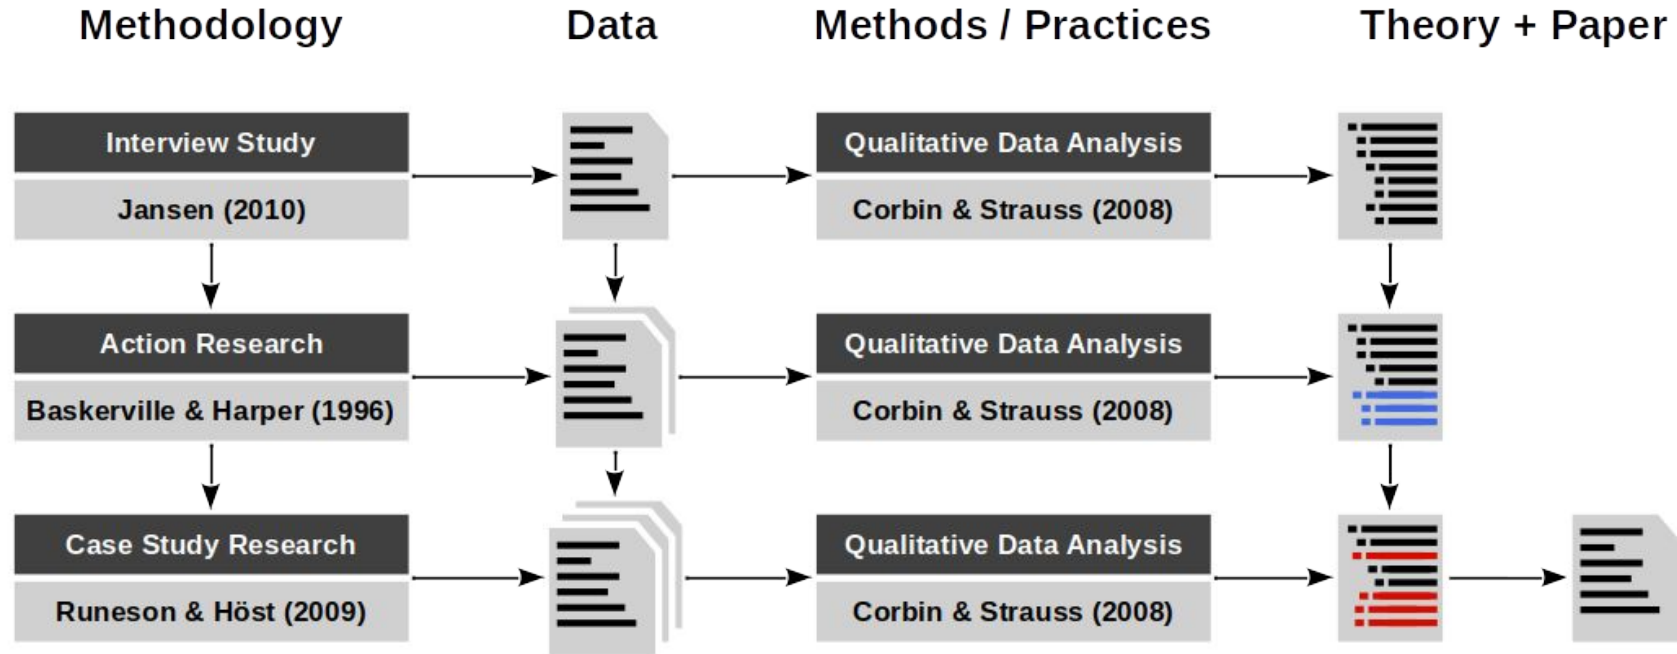 Methodology
Data
Methods / Practices
Theory + Paper
Interview Study
Jansen (2010)
Qualitative Data Analysis
Corbin & Strauss (2008)
Action Research
Baskerville & Harper (1996)
Qualitative Data Analysis
Corbin & Strauss (2008)
Case Study Research
Runeson & Höst (2009)
Qualitative Data Analysis
Corbin & Strauss (2008)